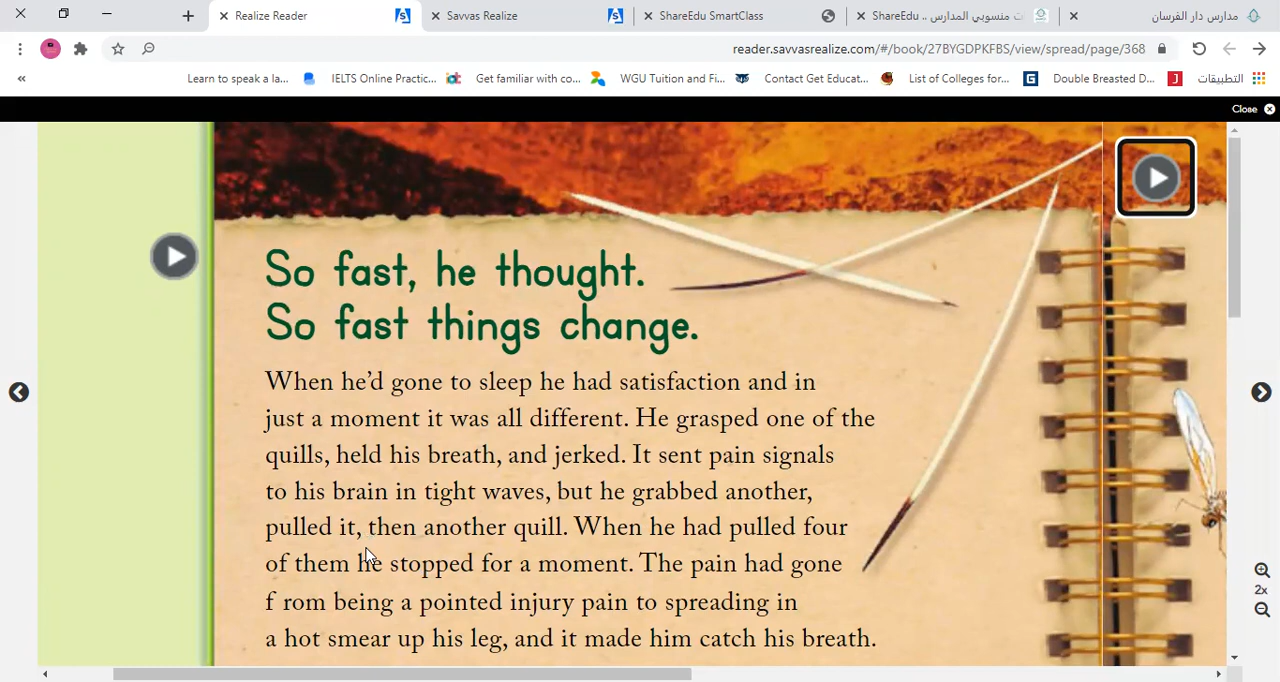 Realize Reader
Savvas Realize
ShareEdu SmartClass
ShareEdu .. منسوبي المدارس
مدارس دار الفرسان
reader.savvasrealize.com/#/book/27BYGDPKFBS/view/spread/page/368
«
Learn to speak a la...
IELTS Online Practic...
Get familiar with co...
WGU Tuition and Fi...
Contact Get Educat...
List of Colleges for...
Double Breasted D...
التطبيقات
Close
So fast, he thought.
So fast things change.
When he’d gone to sleep he had satisfaction and in
just a moment it was all different. He grasped one of the
quills, held his breath, and jerked. It sent pain signals
to his brain in tight waves, but he grabbed another,
pulled it, then another quill. When he had pulled four
of them he stopped for a moment. The pain had gone
f rom being a pointed injury pain to spreading in
a hot smear up his leg, and it made him catch his breath.
2x